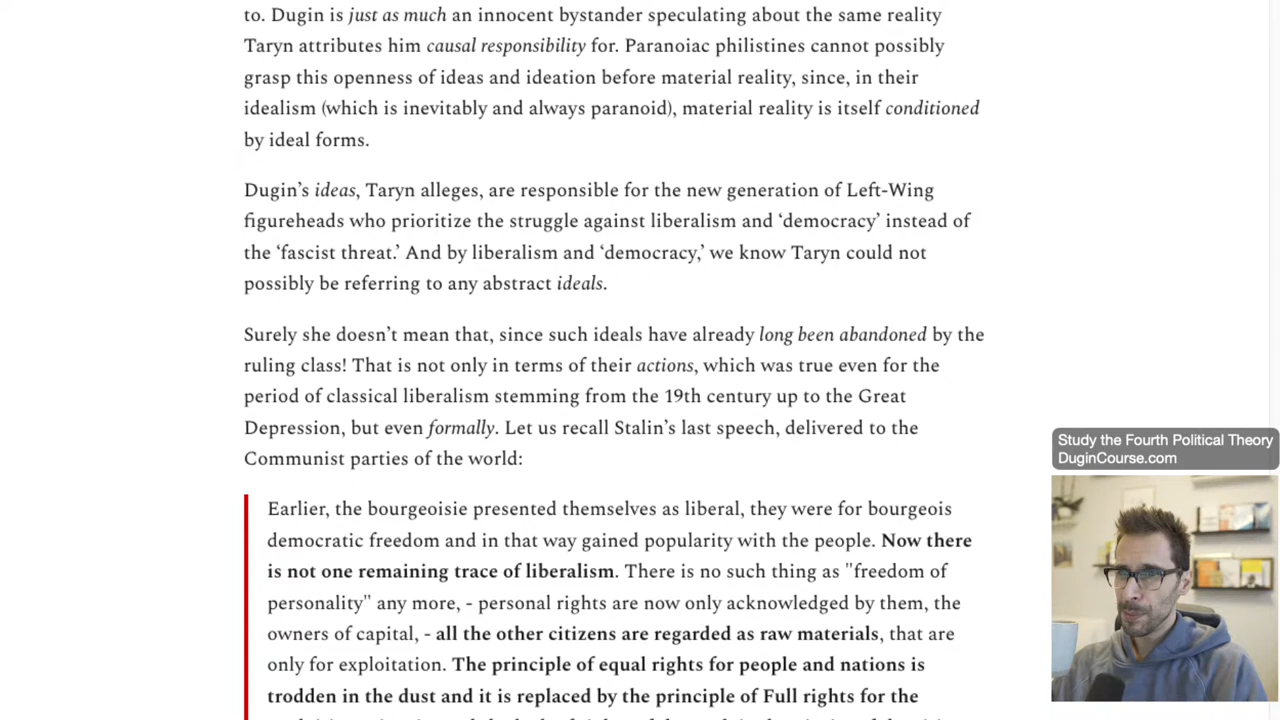 to. Dugin is just as much an innocent bystander speculating about the same reality
Taryn attributes him causal responsibility for. Paranoiac philistines cannot possibly
grasp this openness of ideas and ideation before material reality, since, in their
idealism (which is inevitably and always paranoid), material reality is itself conditioned
by ideal forms.
Dugin’s ideas, Taryn alleges, are responsible for the new generation of Left-Wing
figureheads who prioritize the struggle against liberalism and ‘democracy’ instead of
the ‘fascist threat.’ And by liberalism and ‘democracy,’ we know Taryn could not
possibly be referring to any abstract ideals.
Surely she doesn’t mean that, since such ideals have already long been abandoned by the
ruling class! That is not only in terms of their actions, which was true even for the
period of classical liberalism stemming from the 19th century up to the Great
Depression, but even formally. Let us recall Stalin’s last speech, delivered to the
Communist parties of the world:
Earlier, the bourgeoisie presented themselves as liberal, they were for bourgeois
democratic freedom and in that way gained popularity with the people. Now there
is not one remaining trace of liberalism. There is no such thing as "freedom of
personality" any more, - personal rights are now only acknowledged by them, the
owners of capital, - all the other citizens are regarded as raw materials, that are
only for exploitation. The principle of equal rights for people and nations is
trodden in the dust and it is replaced by the principle of Full rights for the
Study the Fourth Political Theory
DuginCourse.com